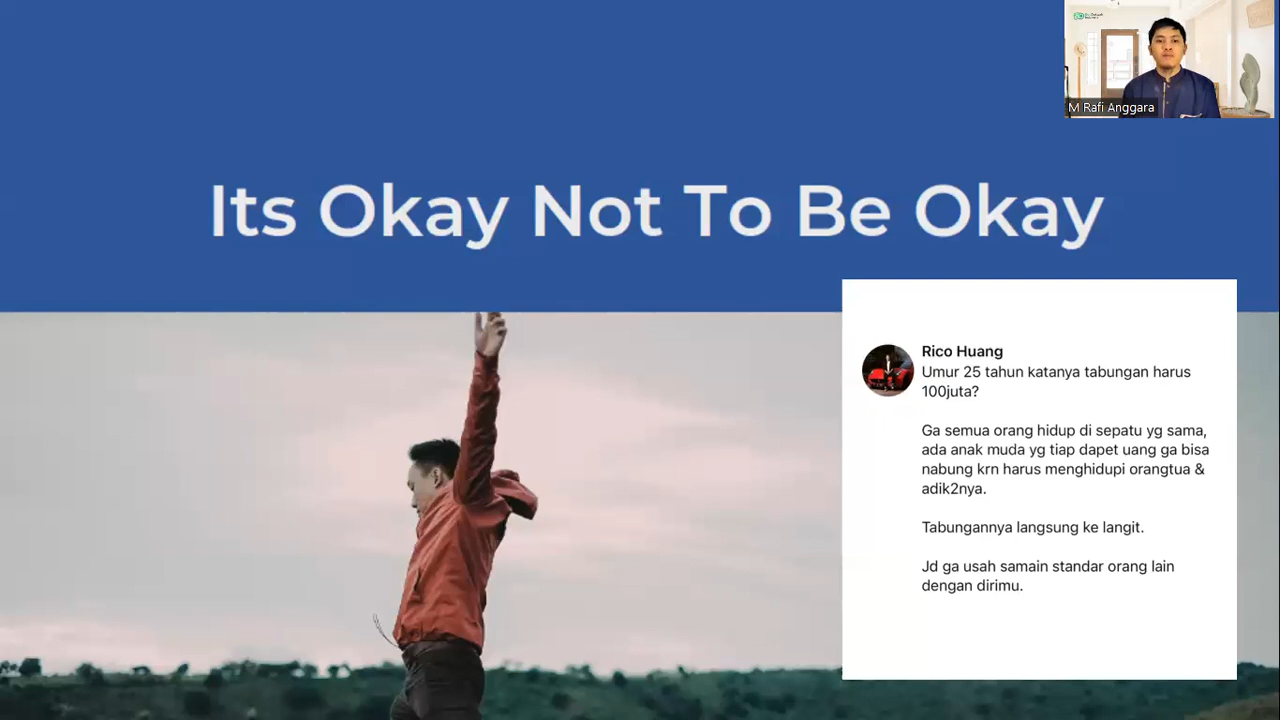 M Rafi Anggara
Its Okay Not To Be Okay
Rico Huang
Umur 25 tahun katanya tabungan harus
100juta?
Ga semua orang hidup di sepatu yg sama,
ada anak muda yg tiap dapet uang ga bisa
nabung krn harus menghidupi orangtua &
adik2nya.
Tabungannya langsung ke langit.
Jd ga usah samain standar orang lain
dengan dirimu.